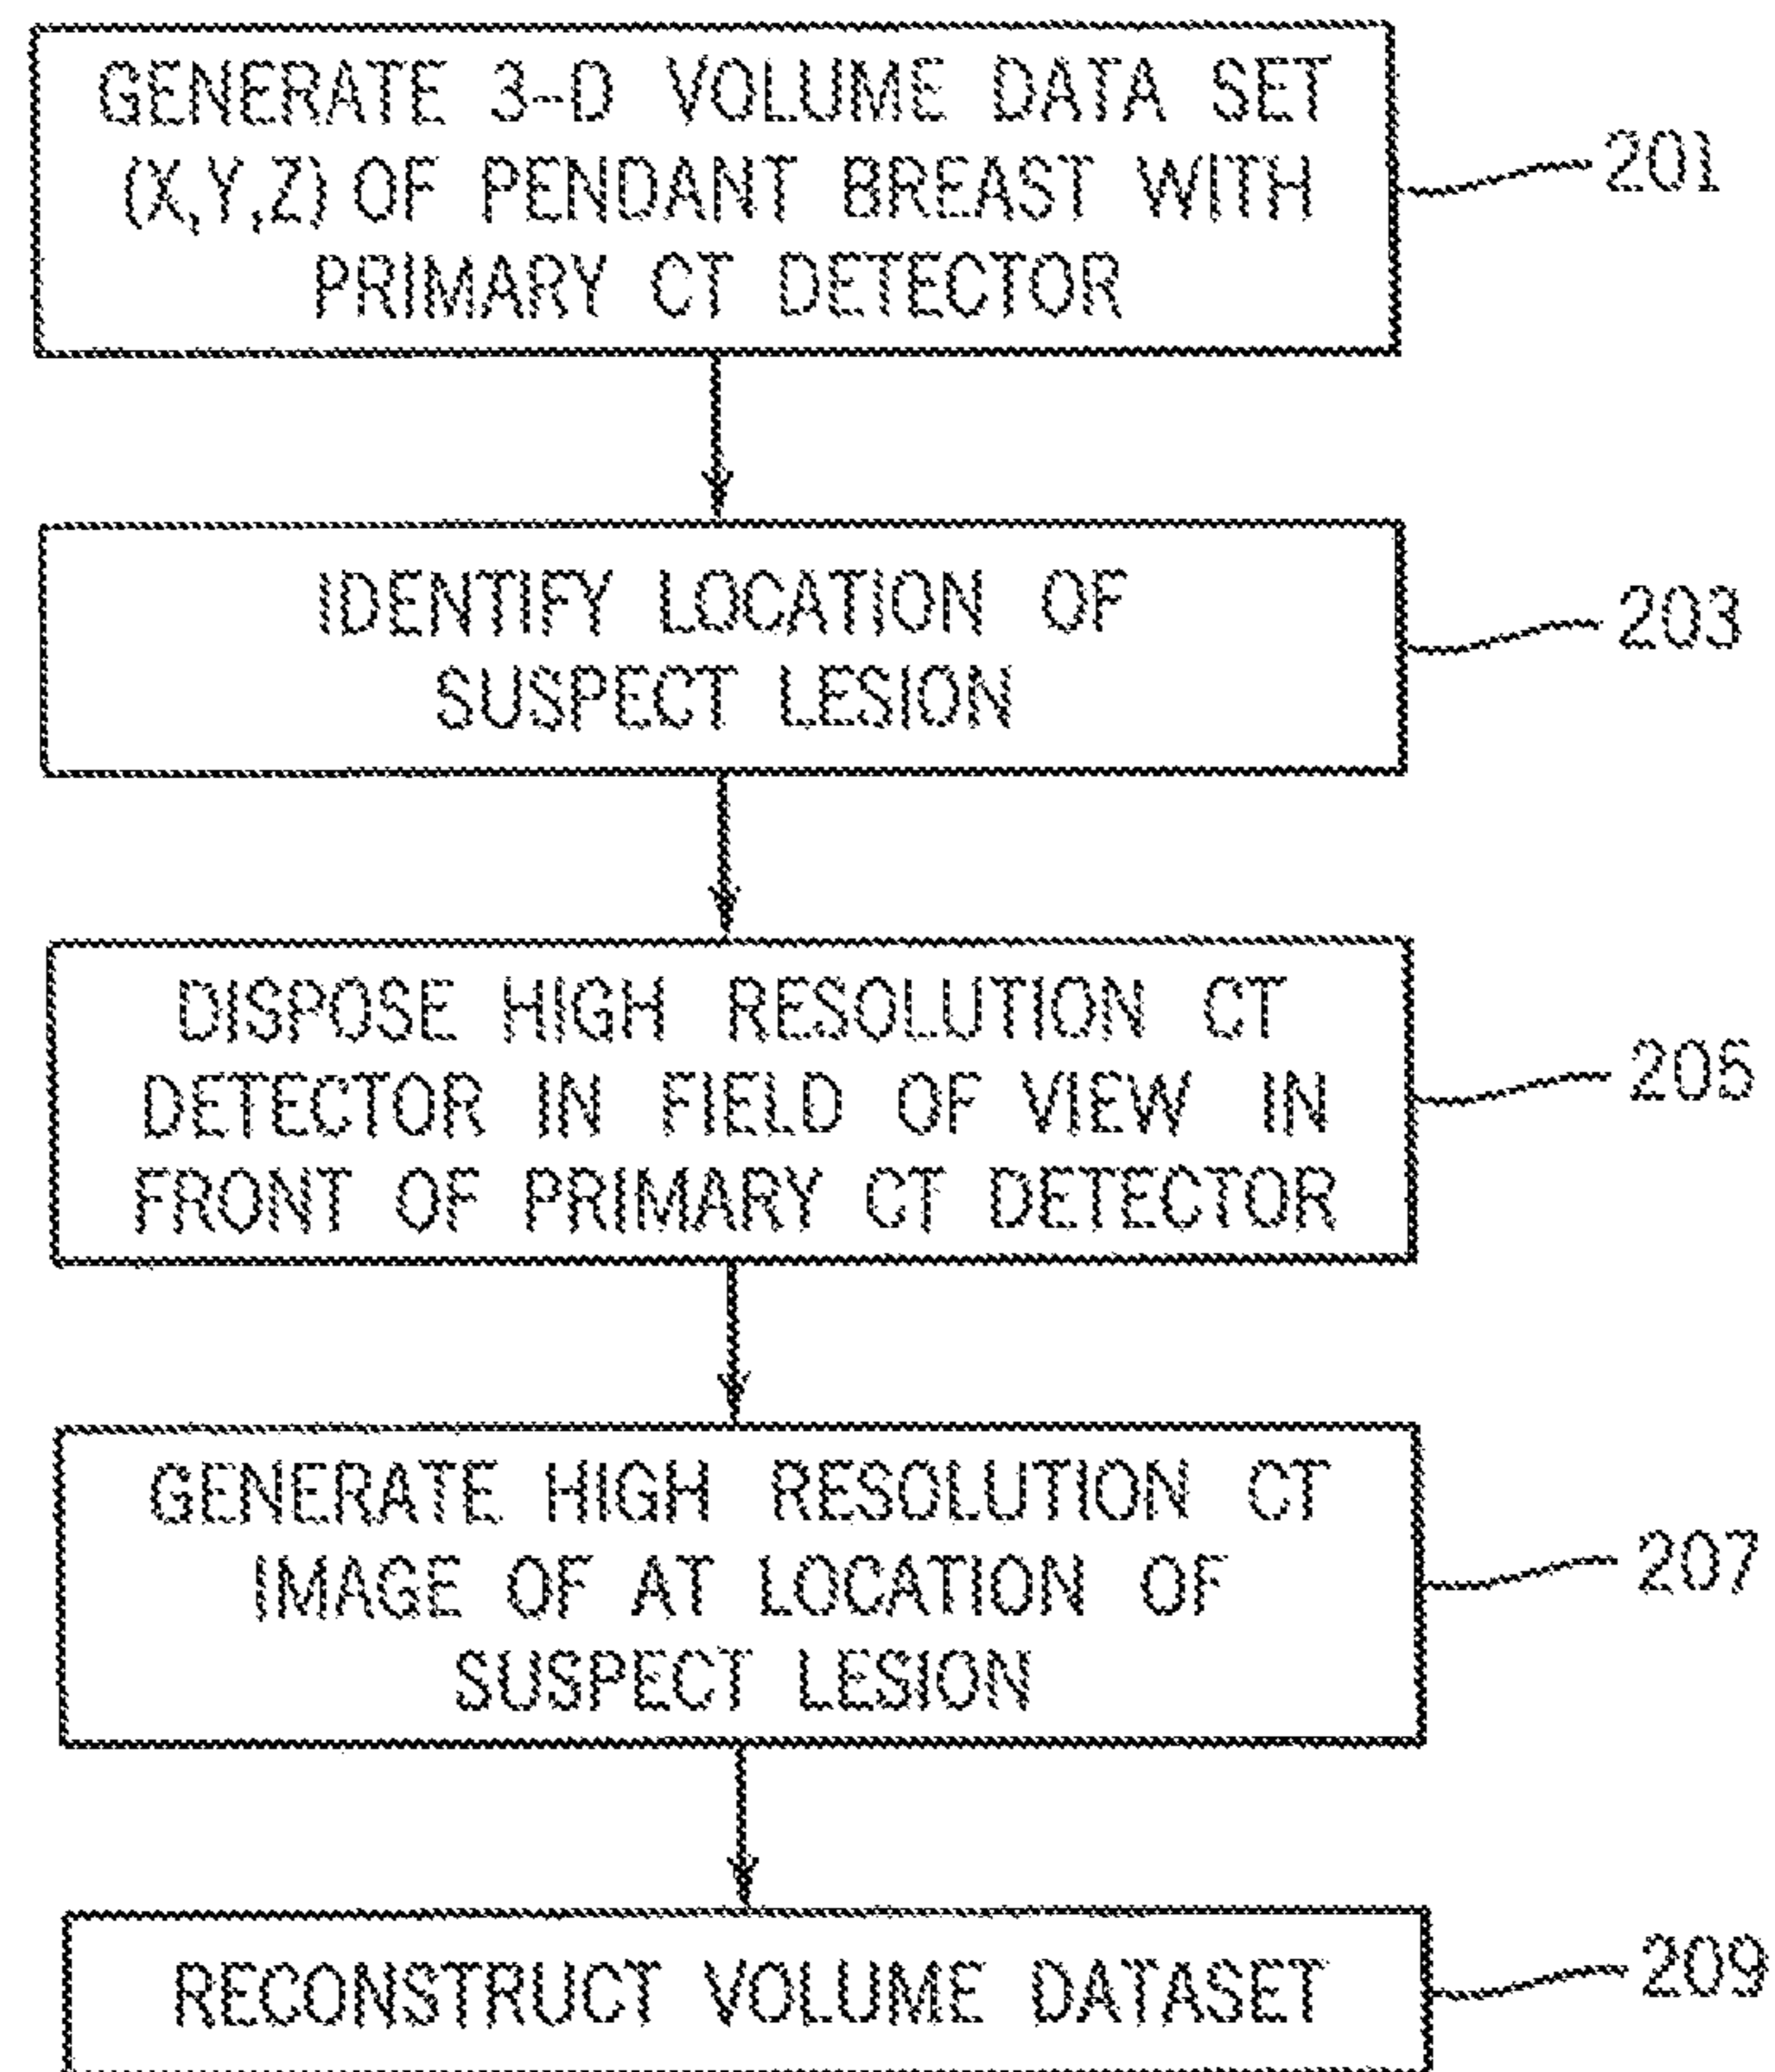 GENERATE 3-D VOLUME DATA SET
(X,Y,Z) OF PENDANT BREAST WITH
PRIMARY CT DETECTOR
201
IDENTIFY LOCATION OF
SUSPECT LESION
203
DISPOSE HIGH RESOLUTION CT
DETECTOR IN FIELD OF VIEW IN
FRONT OF PRIMARY CT DETECTOR
205
GENERATE HIGH RESOLUTION CT
IMAGE OF AT LOCATION OF
SUSPECT LESION
207
RECONSTRUCT VOLUME DATASET
209